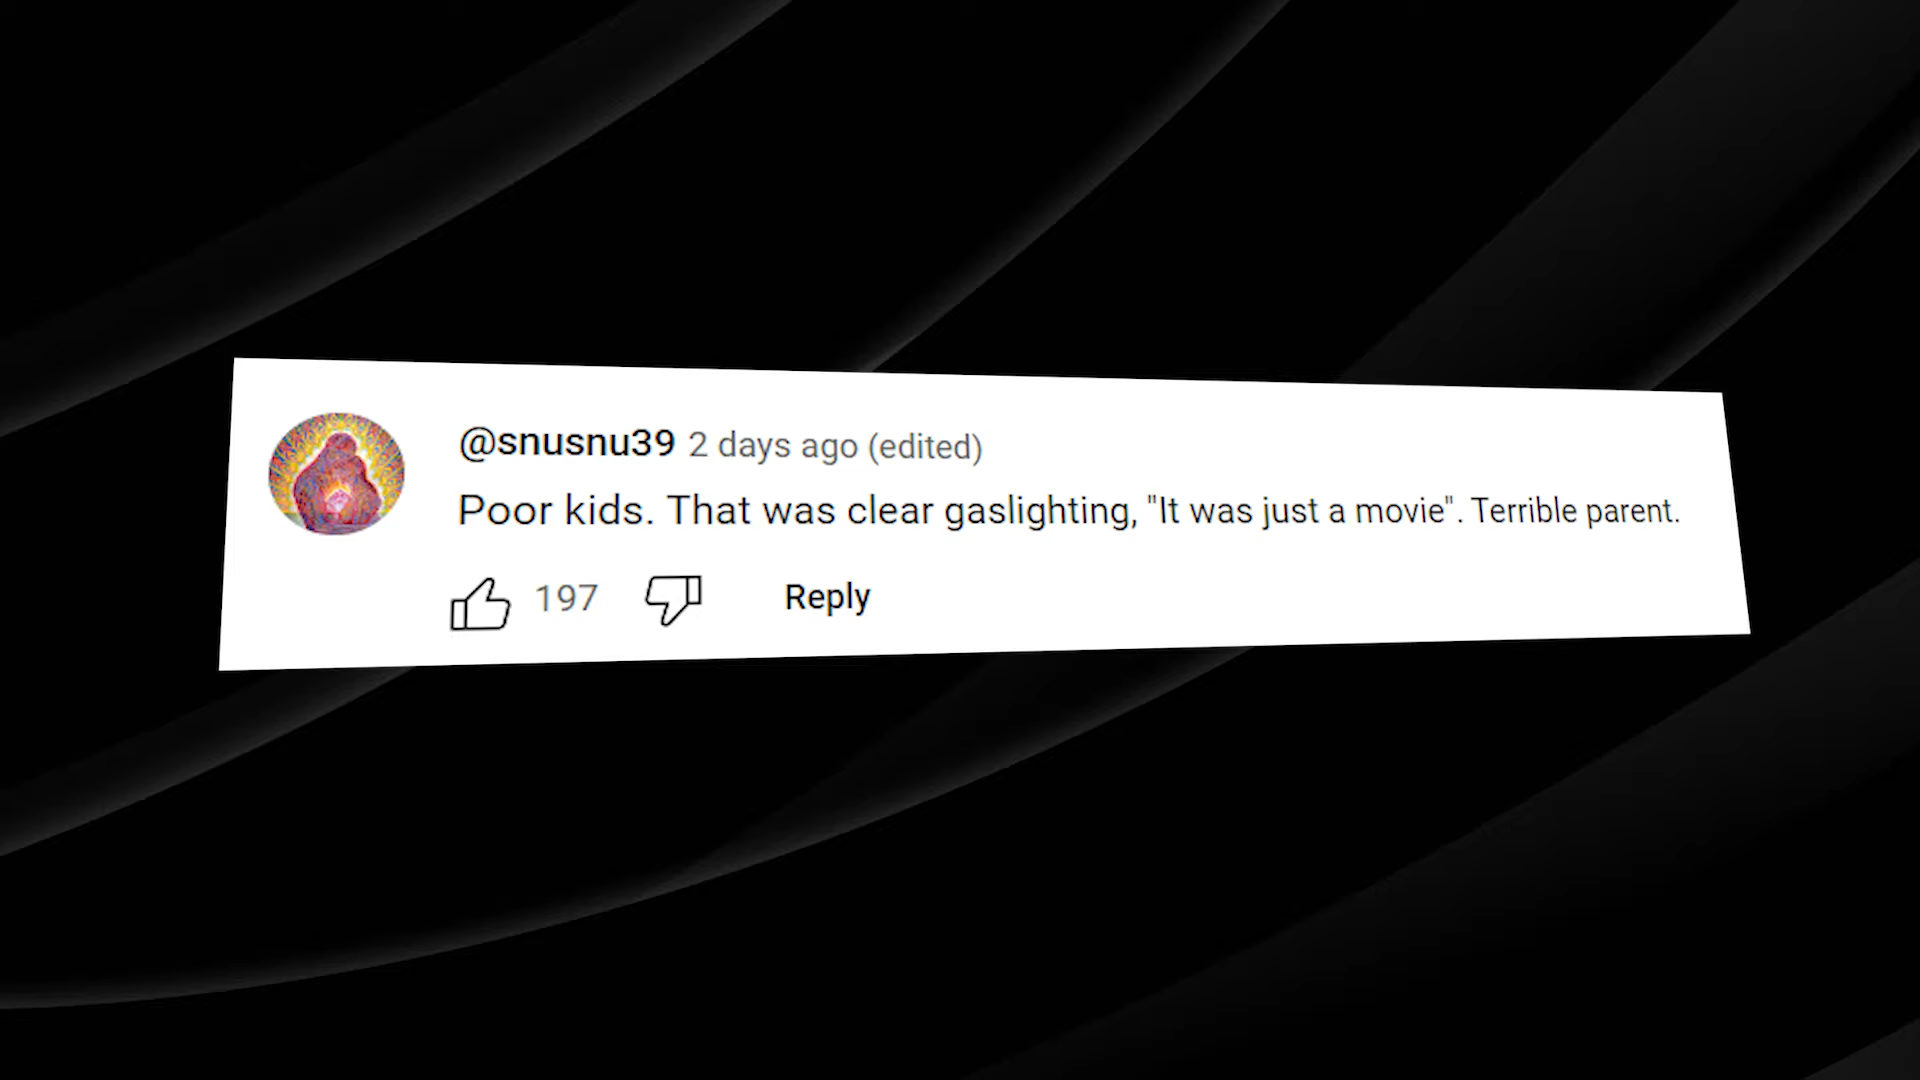 @snusnu39 2 days ago (edited)
Poor kids. That was clear gaslighting, "It was just a movie". Terrible parent.
197 Reply